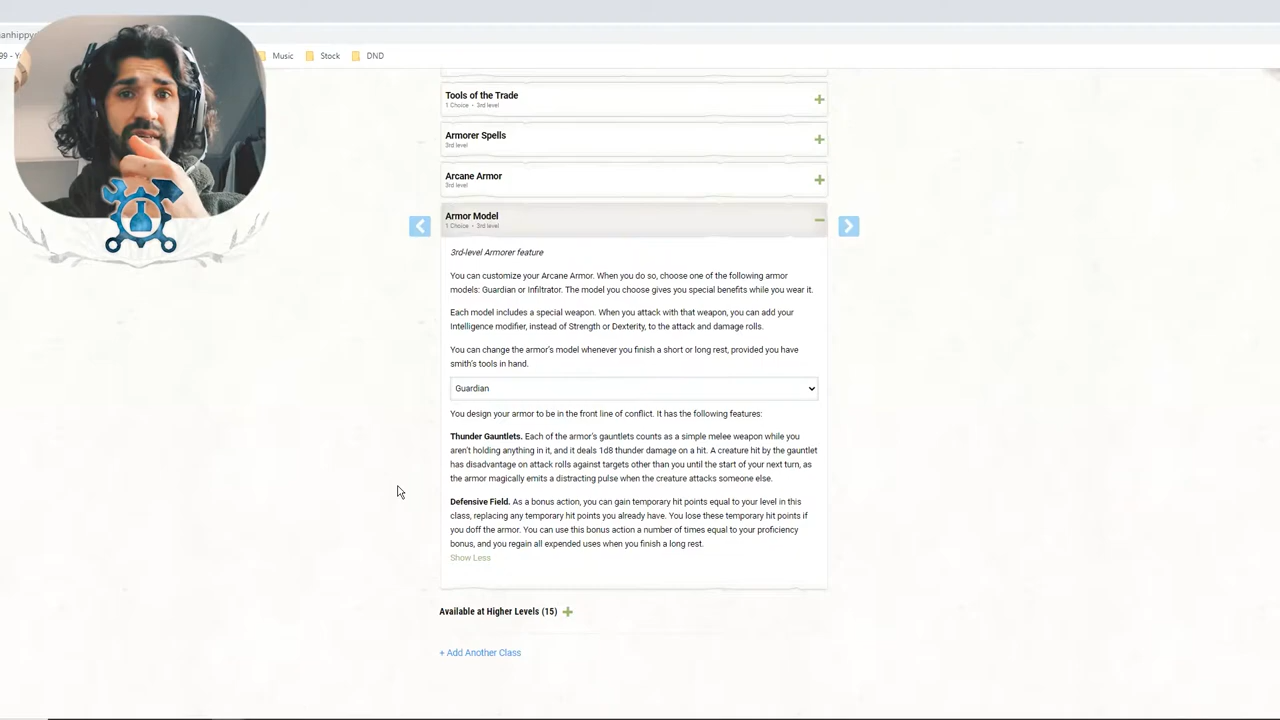 anhippy
99 - Y
Music
Stock
DND
Tools of the Trade
1 Choice • 3rd level
Armorer Spells
3rd level
Arcane Armor
3rd level
Armor Model
1 Choice • 3rd level
3rd-level Armorer feature
You can customize your Arcane Armor. When you do so, choose one of the following armor
models: Guardian or Infiltrator. The model you choose gives you special benefits while you wear it.
Each model includes a special weapon. When you attack with that weapon, you can add your
Intelligence modifier, instead of Strength or Dexterity, to the attack and damage rolls.
You can change the armor's model whenever you finish a short or long rest, provided you have
smith's tools in hand.
Guardian
You design your armor to be in the front line of conflict. It has the following features:
Thunder Gauntlets. Each of the armor's gauntlets counts as a simple melee weapon while you
aren't holding anything in it, and it deals 1d8 thunder damage on a hit. A creature hit by the gauntlet
has disadvantage on attack rolls against targets other than you until the start of your next turn, as
the armor magically emits a distracting pulse when the creature attacks someone else.
Defensive Field. As a bonus action, you can gain temporary hit points equal to your level in this
class, replacing any temporary hit points you already have. You lose these temporary hit points if
you doff the armor. You can use this bonus action a number of times equal to your proficiency
bonus, and you regain all expended uses when you finish a long rest.
Show Less
Available at Higher Levels (15)
+ Add Another Class